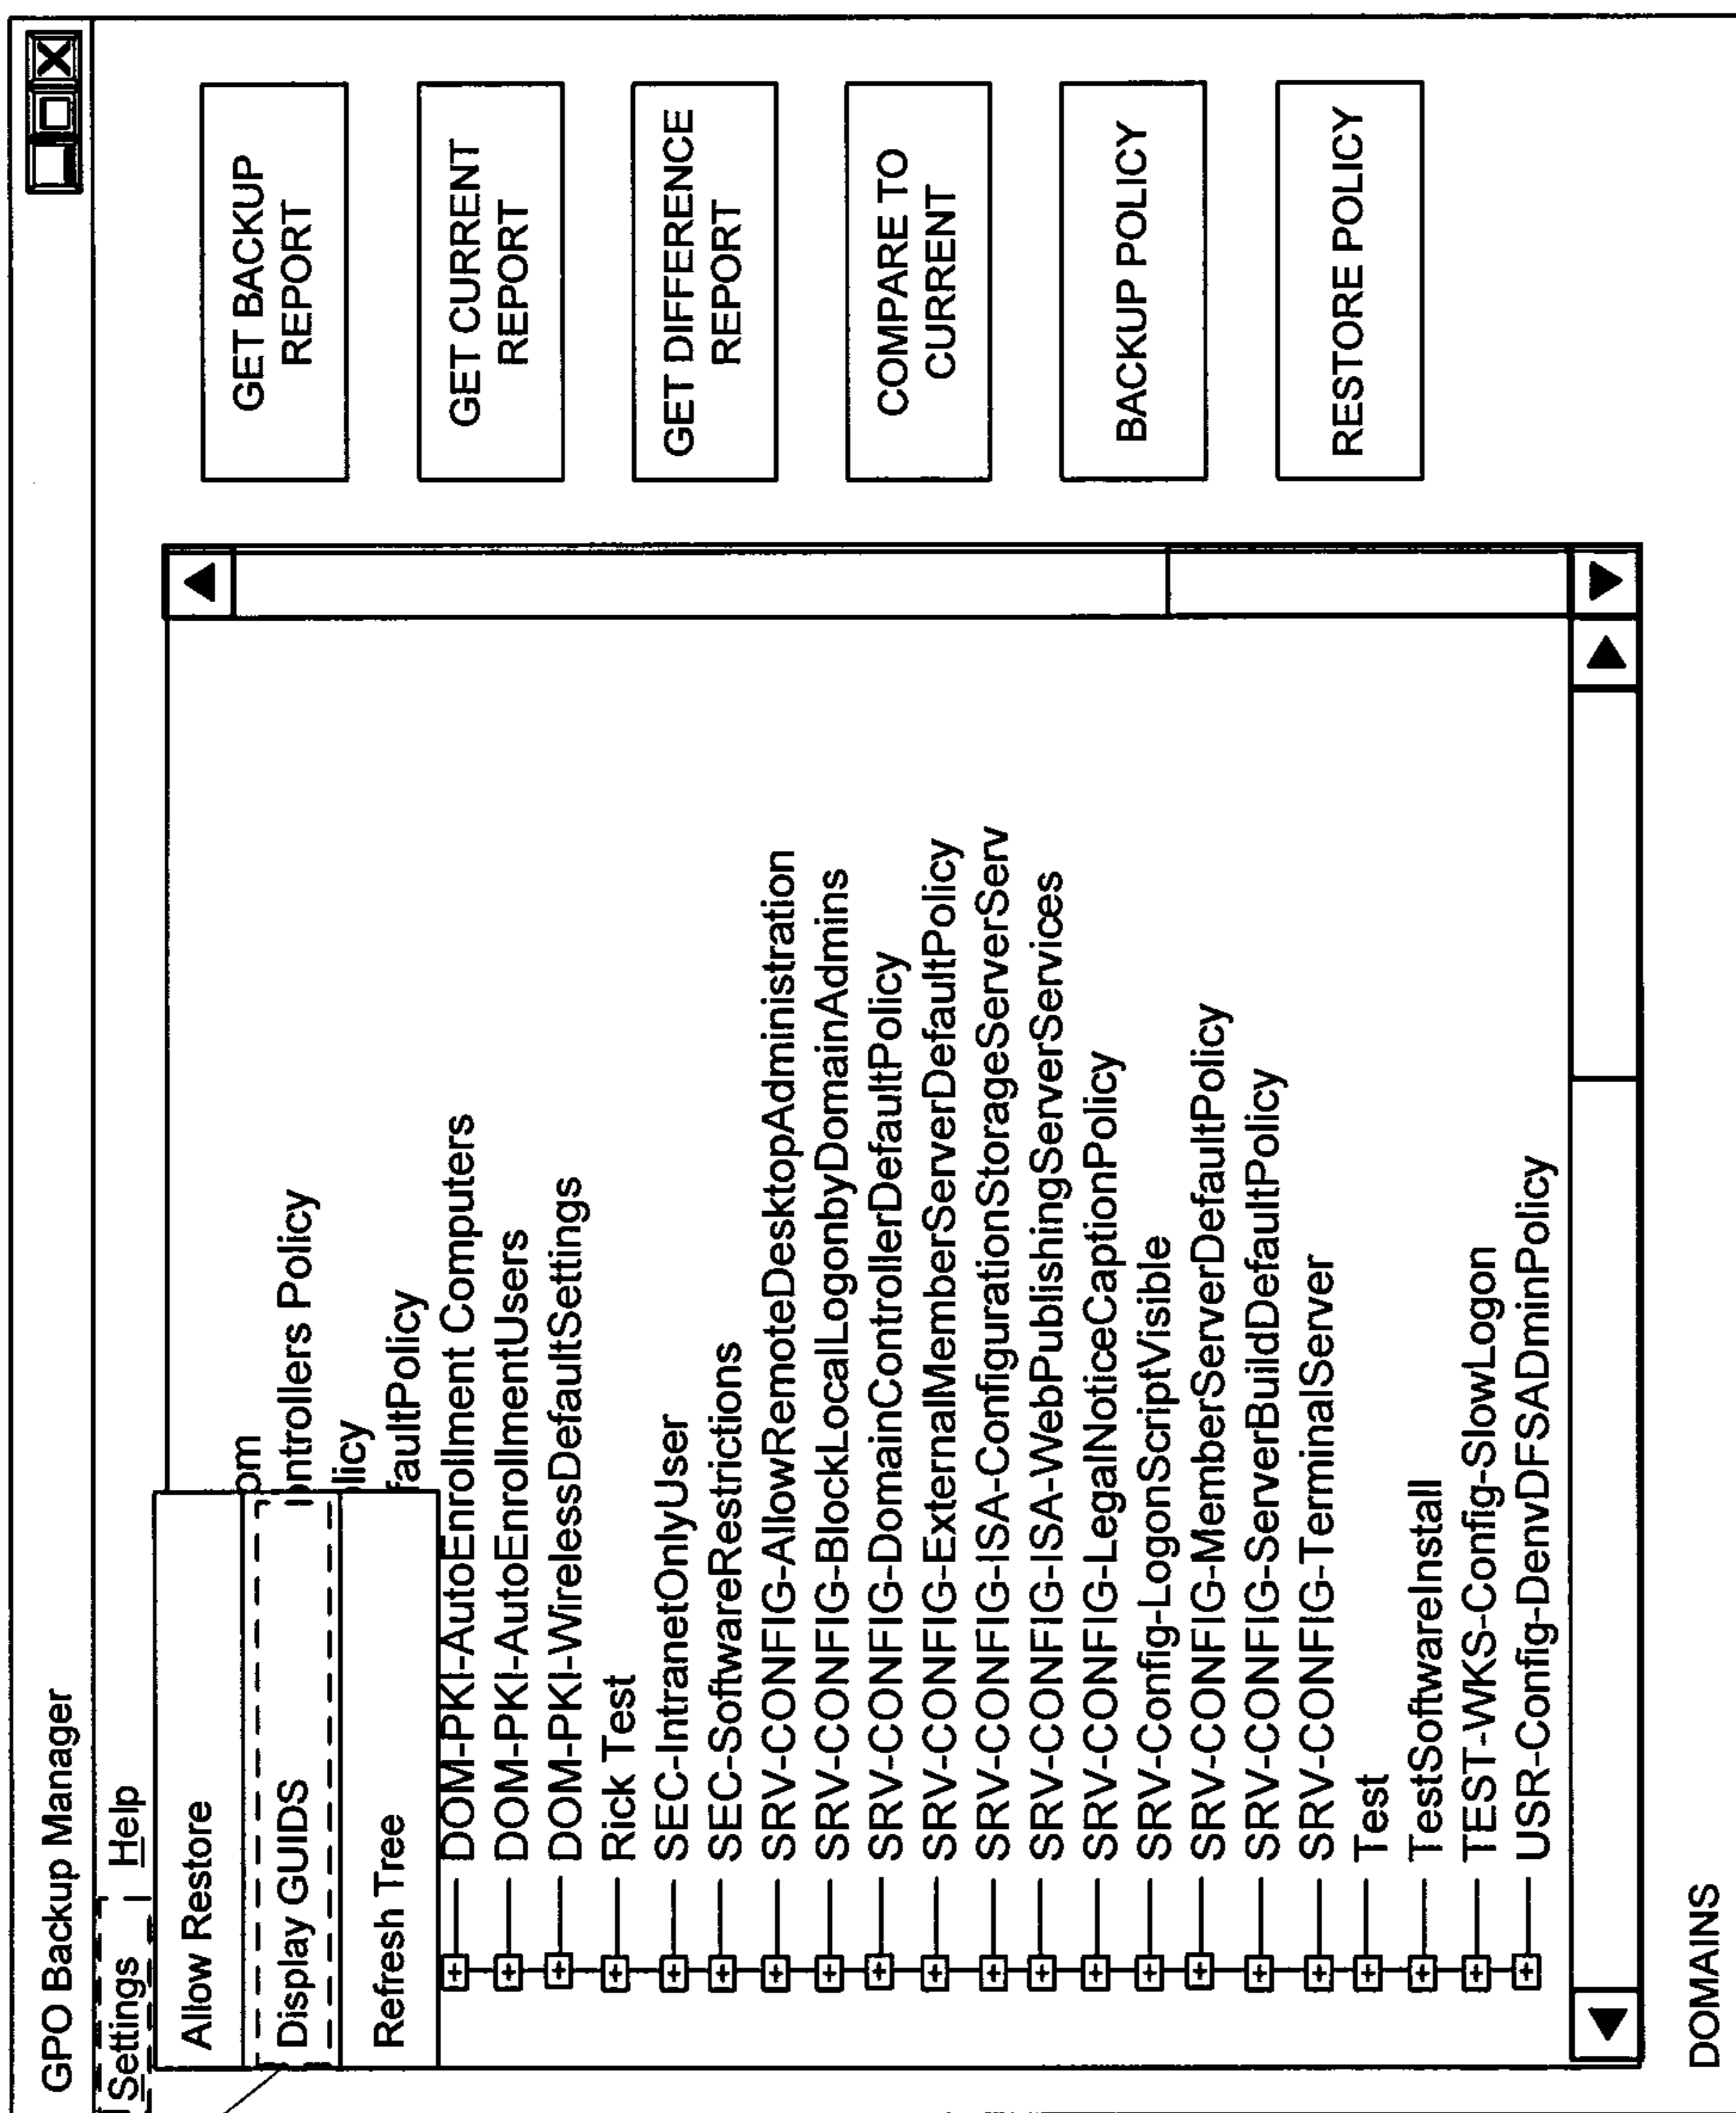 GPO Backup Manager
Settings Help
Allow Restore
Display GUIDS
Refresh Tree
om
ntrollers Policy
licy
faultPolicy
DOM-PKI-AutoEnrollment Computers
DOM-PKI-AutoEnrollmentUsers
DOM-PKI-WirelessDefaultSettings
Rick Test
SEC-IntranetOnlyUser
SEC-SoftwareRestrictions
SRV-CONFIG-AllowRemoteDesktopAdministration
SRV-CONFIG-BlockLocalLogonbyDomainAdmins
SRV-CONFIG-DomainControllerDefaultPolicy
SRV-CONFIG-ExternalMemberServerDefaultPolicy
SRV-CONFIG-ISA-ConfigurationStorageServerServ
SRV-CONFIG-ISA-WebPublishingServerServices
SRV-CONFIG-LegalNoticeCaptionPolicy
SRV-Config-LogonScriptVisible
SRV-CONFIG-MemberServerDefaultPolicy
SRV-CONFIG-ServerBuildDefaultPolicy
SRV-CONFIG-TerminalServer
Test
TestSoftwareInstall
TEST-WKS-Config-SlowLogon
USR-Config-DenvDFSADminPolicy
GET BACKUP
REPORT
GET CURRENT
REPORT
GET DIFFERENCE
REPORT
COMPARE TO
CURRENT
BACKUP POLICY
RESTORE POLICY
DOMAINS